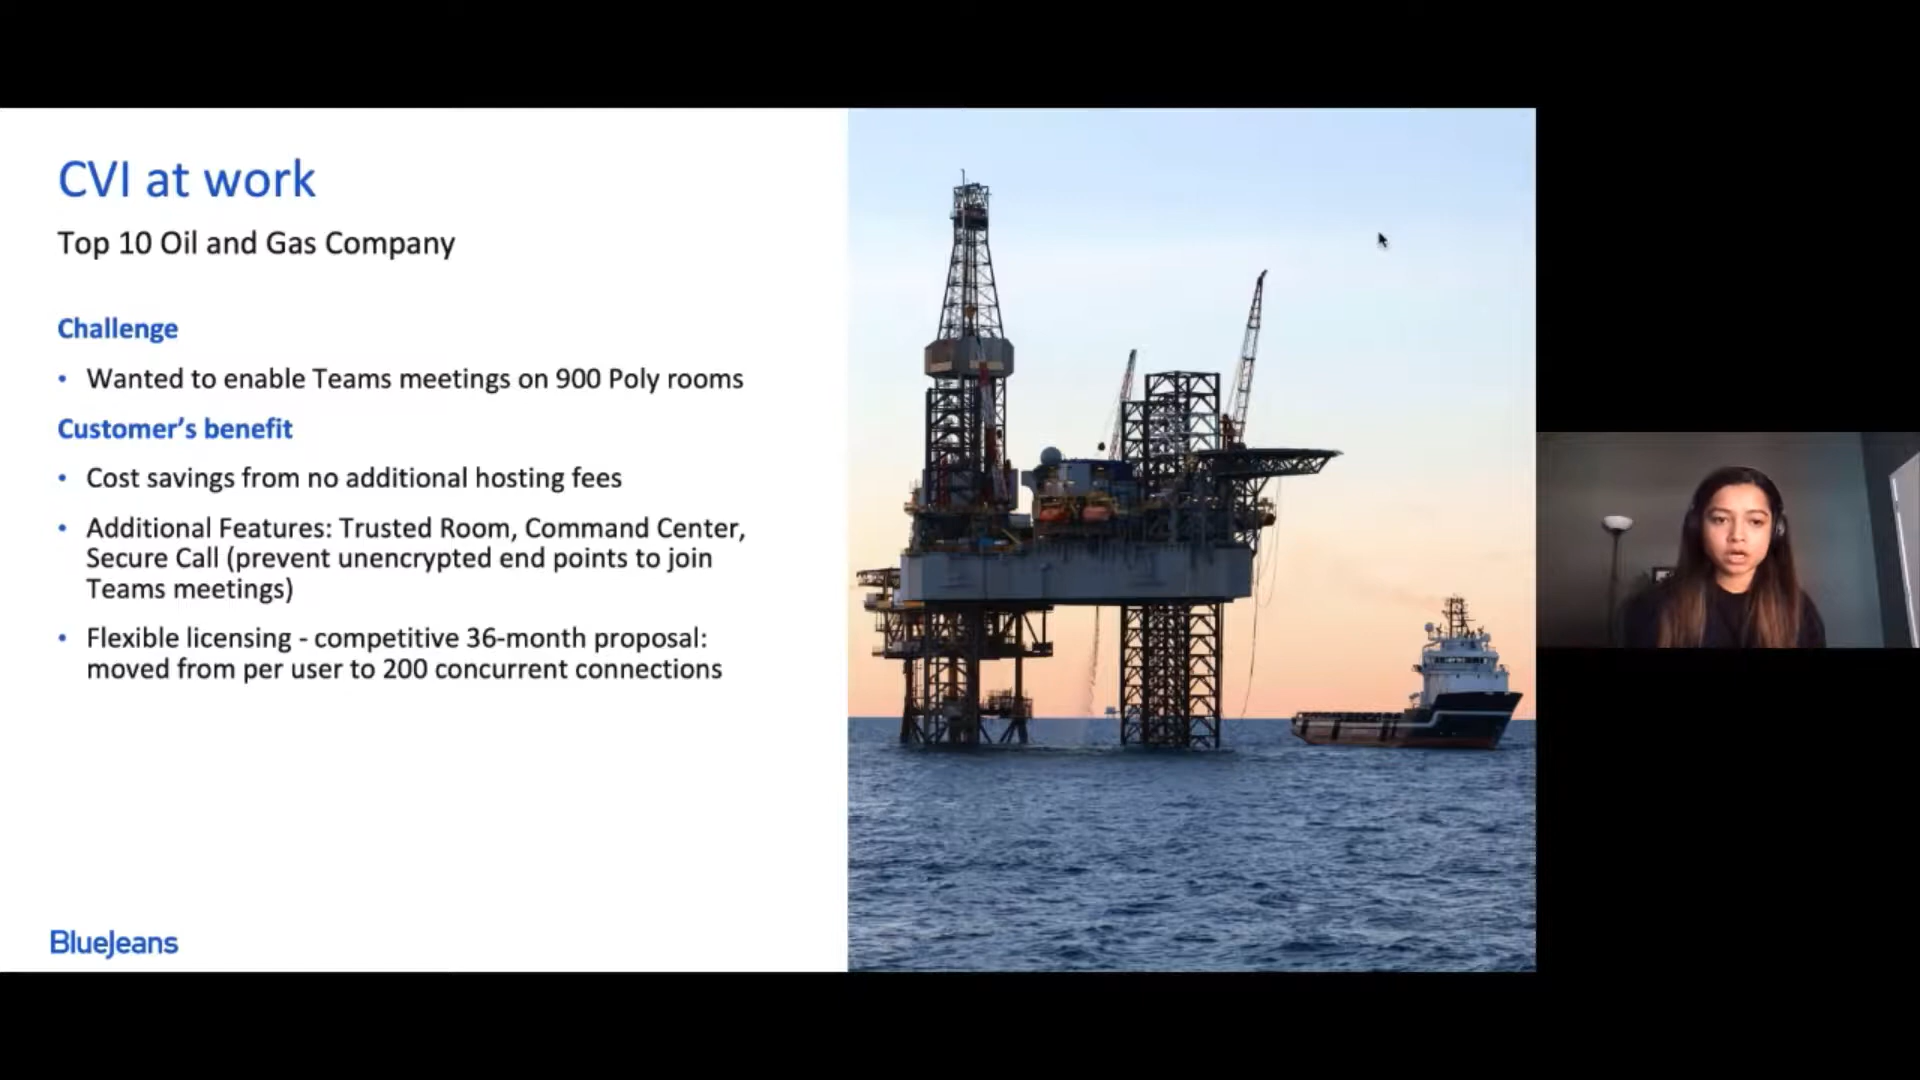 CVI at work
Top 10 Oil and Gas Company
Challenge
• Wanted to enable Teams meetings on 900 Poly rooms
Customer's benefit
• Cost savings from no additional hosting fees
• Additional Features: Trusted Room, Command Center,
Secure Call (prevent unencrypted end points to join
Teams meetings)
• Flexible licensing - competitive 36-month proposal:
moved from per user to 200 concurrent connections
BlueJeans